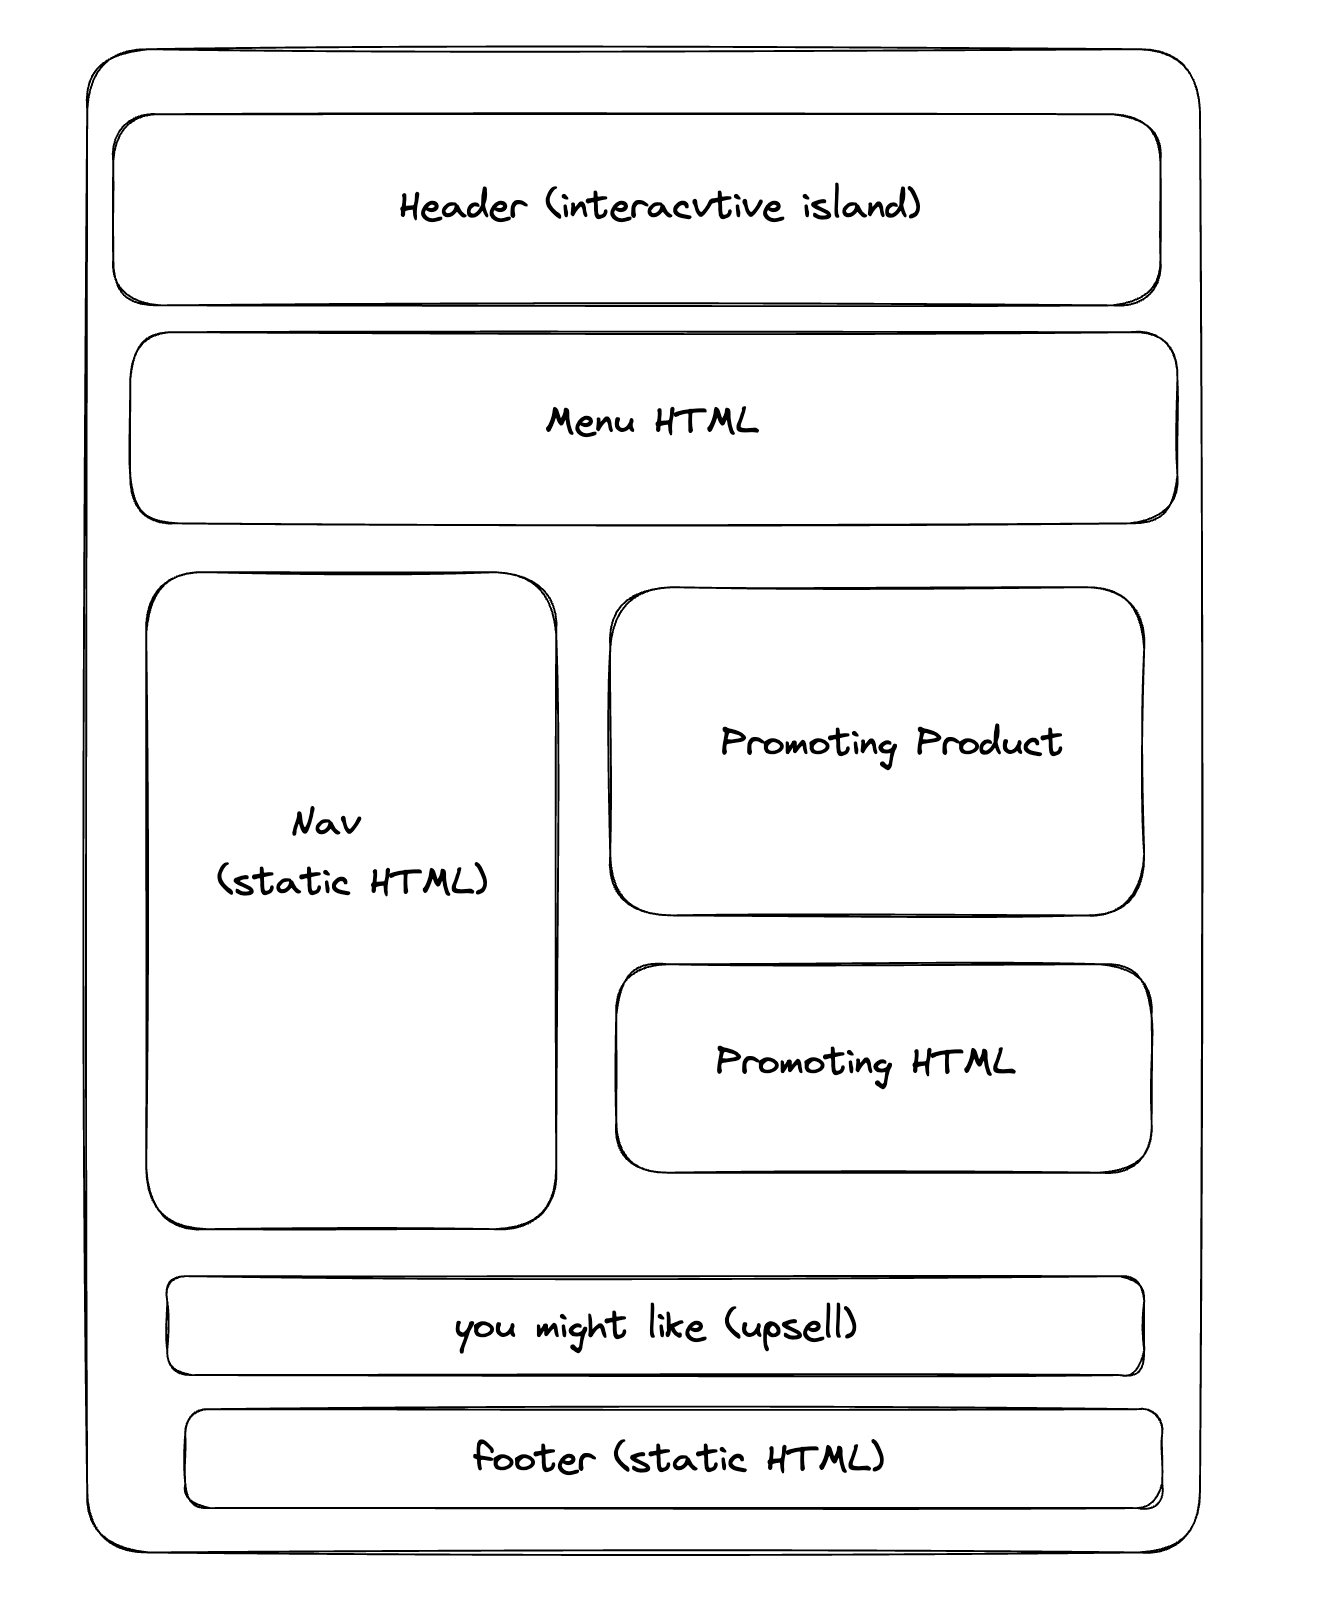 Header (interacvtive island)
Menu HTML
Nav
(static HTML)
Promoting Product
Promoting HTML
you might like (upsell)
footer (static HTML)